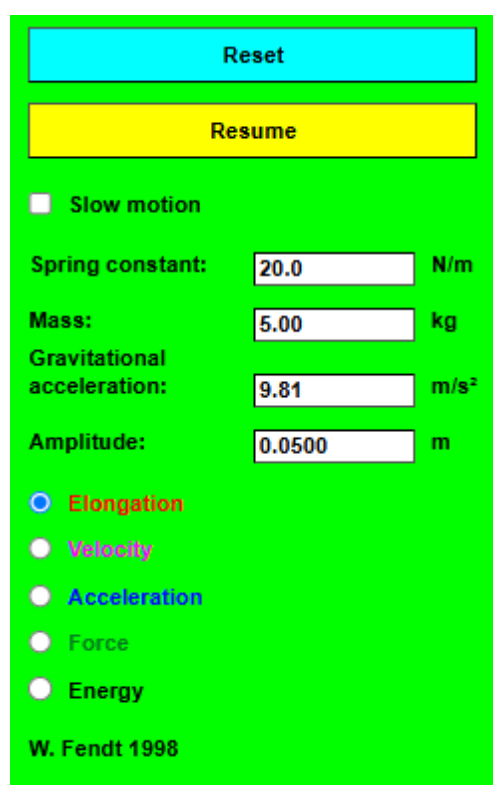 Reset
Resume
Slow motion
Spring constant: 20.0 N/m
Mass: 5.00 kg
Gravitational
acceleration: 9.81 m/s²
Amplitude: 0.0500 m
Elongation
Velocity
Acceleration
Force
Energy
W. Fendt 1998